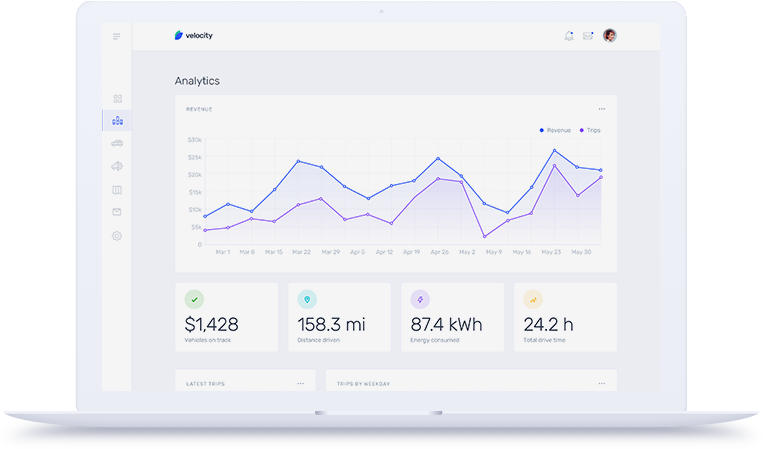 velocity
Analytics
REVENUE
Revenue Trips
$30k
$25k
$20k
$15k
$10k
$5k
0
Mar 1 Mar 8 Mar 15 Mar 22 Mar 29 Apr 5 Apr 12 Apr 19 Apr 26 May 2 May 9 May 16 May 23 May 30
$1,428 158.3 mi 87.4 kWh 24.2 h
Vehicles on track Distance driven Energy consumed Total drive time
LATEST TRIPS TRIPS BY WEEKDAY